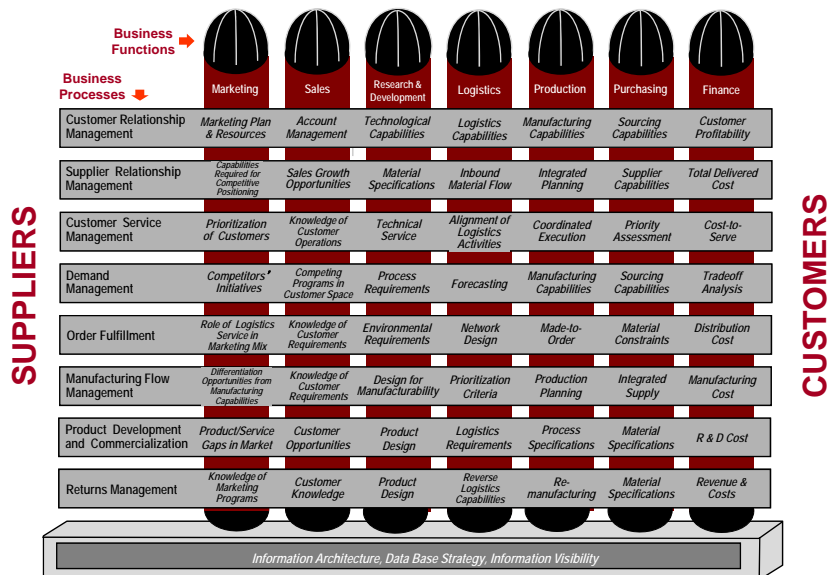 Business
Functions
Business
Processes
Marketing
Sales
Research &
Development
Logistics
Production
Purchasing
Finance
Customer Relationship
Management
Marketing Plan
& Resources
Account
Management
Technological
Capabilities
Logistics
Capabilities
Manufacturing
Capabilities
Sourcing
Capabilities
Customer
Profitability
Supplier Relationship
Management
Capabilities
Required for
Competitive
Positioning
Sales Growth
Opportunities
Material
Specifications
Inbound
Material Flow
Integrated
Planning
Supplier
Capabilities
Total Delivered
Cost
Customer Service
Management
Prioritization
of Customers
Knowledge of
Customer
Operations
Technical
Service
Alignment of
Logistics
Activities
Coordinated
Execution
Priority
Assessment
Cost-to-
Serve
Demand
Management
Competitors’
Initiatives
Competing
Programs in
Customer Space
Process
Requirements
Forecasting
Manufacturing
Capabilities
Sourcing
Capabilities
Tradeoff
Analysis
Order Fulfillment
Role of Logistics
Service in
Marketing Mix
Knowledge of
Customer
Requirements
Environmental
Requirements
Network
Design
Made-to-
Order
Material
Constraints
Distribution
Cost
Manufacturing Flow
Management
Differentiation
Opportunities from
Manufacturing
Capabilities
Knowledge of
Customer
Requirements
Design for
Manufacturability
Prioritization
Criteria
Production
Planning
Integrated
Supply
Manufacturing
Cost
Product Development
and Commercialization
Product/Service
Gaps in Market
Customer
Opportunities
Product
Design
Logistics
Requirements
Process
Specifications
Material
Specifications
R & D Cost
Returns Management
Knowledge of
Marketing
Programs
Customer
Knowledge
Product
Design
Reverse
Logistics
Capabilities
Re-
manufacturing
Material
Specifications
Revenue &
Costs
Information Architecture, Data Base Strategy, Information Visibility
SUPPLIERS
CUSTOMERS